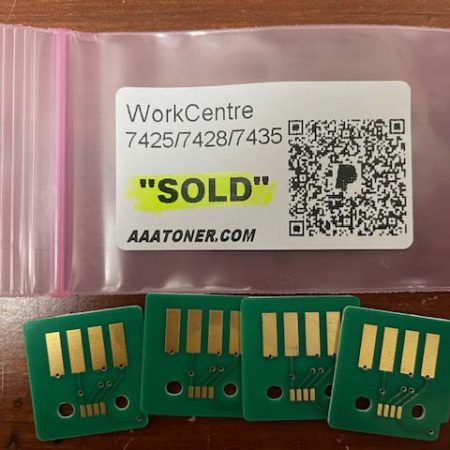 WorkCentre
7425/7428/7435
"SOLD"
AAATONER.COM